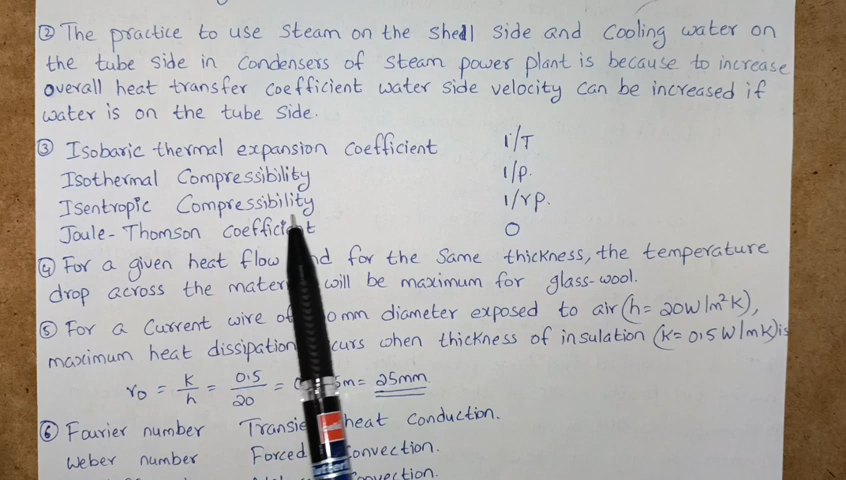 ② The practice to use steam on the shell side and cooling water on
the tube side in condensers of steam power plant is because to increase
overall heat transfer coefficient water side velocity can be increased if
water is on the tube side.
③ Isobaric thermal expansion coefficient 1/T
Isothermal Compressibility 1/p.
Isentropic Compressibility 1/γp.
Joule-Thomson coefficient 0
④ For a given heat flow and for the same thickness, the temperature
drop across the material will be maximum for glass-wool.
⑤ For a Current wire of mm diameter exposed to air (h= 20W/m²K),
maximum heat dissipation occurs when thickness of insulation (K= 0.5 W/mK) is
r₀ = K/h = 0.5/20 = m = 25mm
⑥ Fourier number Transient heat conduction.
Weber number Forced convection.
convection.